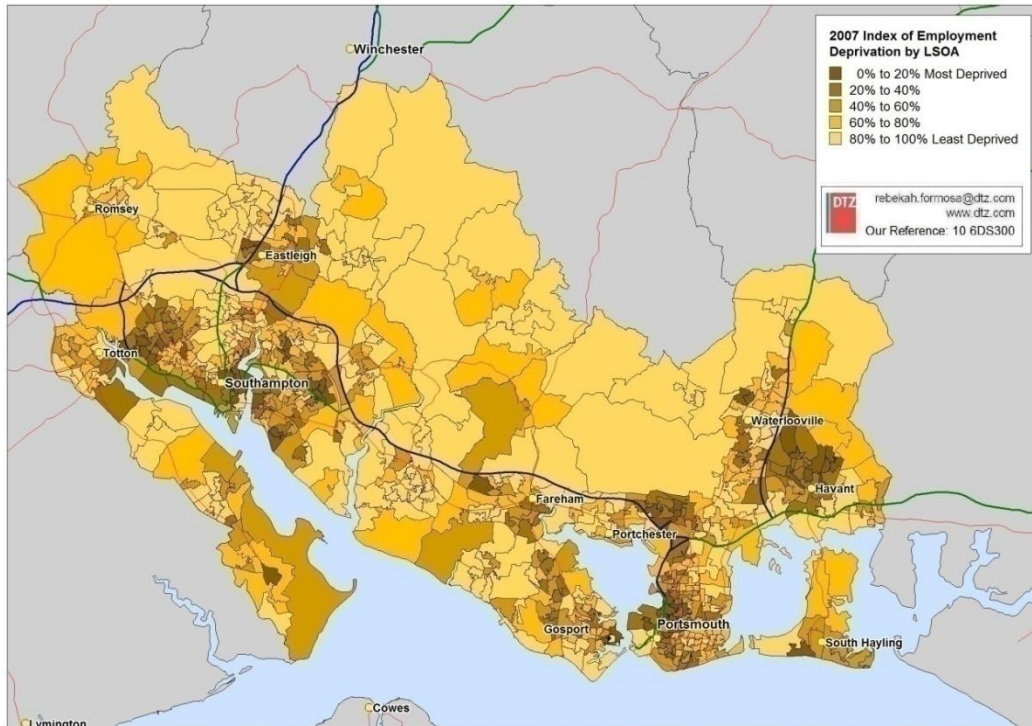 Winchester
2007 Index of Employment
Deprivation by LSOA
0% to 20% Most Deprived
20% to 40%
40% to 60%
60% to 80%
80% to 100% Least Deprived
DTZ
rebekah.formosa@dtz.com
www.dtz.com
Our Reference: 10 6DS300
Romsey
Eastleigh
Totton
Southampton
Waterlooville
Havant
Fareham
Portchester
Gosport
Portsmouth
South Hayling
Cowes
Lymington